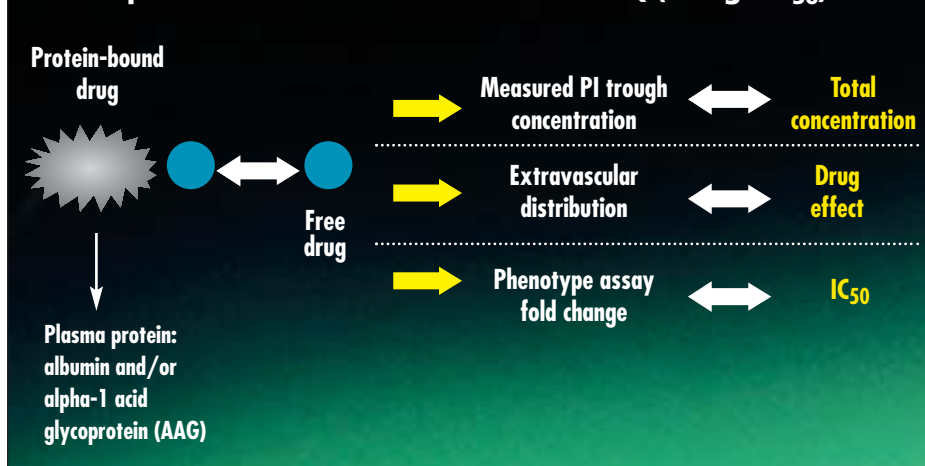 Protein-bound
drug
Free
drug
Plasma protein:
albumin and/or
alpha-1 acid
glycoprotein (AAG)
Measured PI trough
concentration
Total
concentration
Extravascular
distribution
Drug
effect
Phenotype assay
fold change
IC50